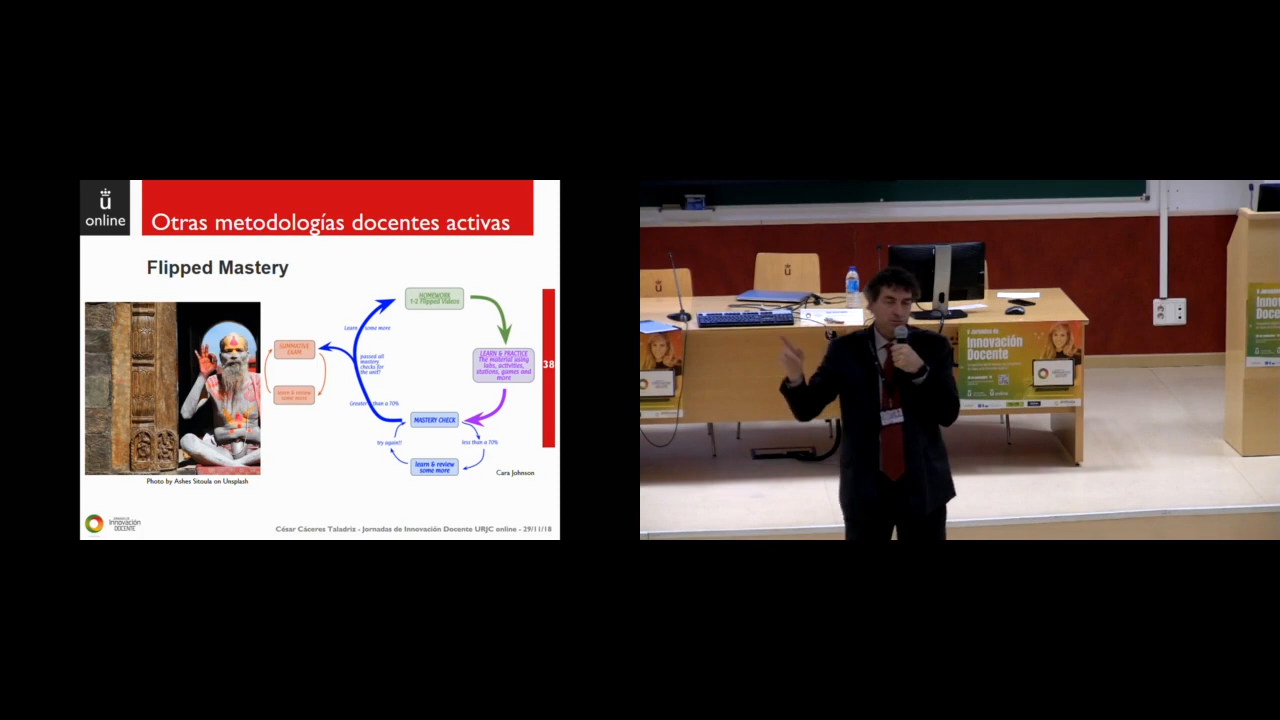 ü
online
Otras metodologías docentes activas
Flipped Mastery
HOMEWORK
1-2 Flipped Videos
Learn some more
SUMMATIVE
EXAM
passed all
mastery
checks for
the unit?
LEARN & PRACTICE
The material using
labs, activities,
stations, games and
more
38
learn & review
some more
Greater than a 70%
MASTERY CHECK
try again!!
less than a 70%
learn & review
some more
Cara Johnson
Photo by Ashes Sitoula on Unsplash
Innovación
DOCENTE
César Cáceres Taladriz - Jornadas de Innovación Docente URJC online - 29/11/18
Innovación
Docente